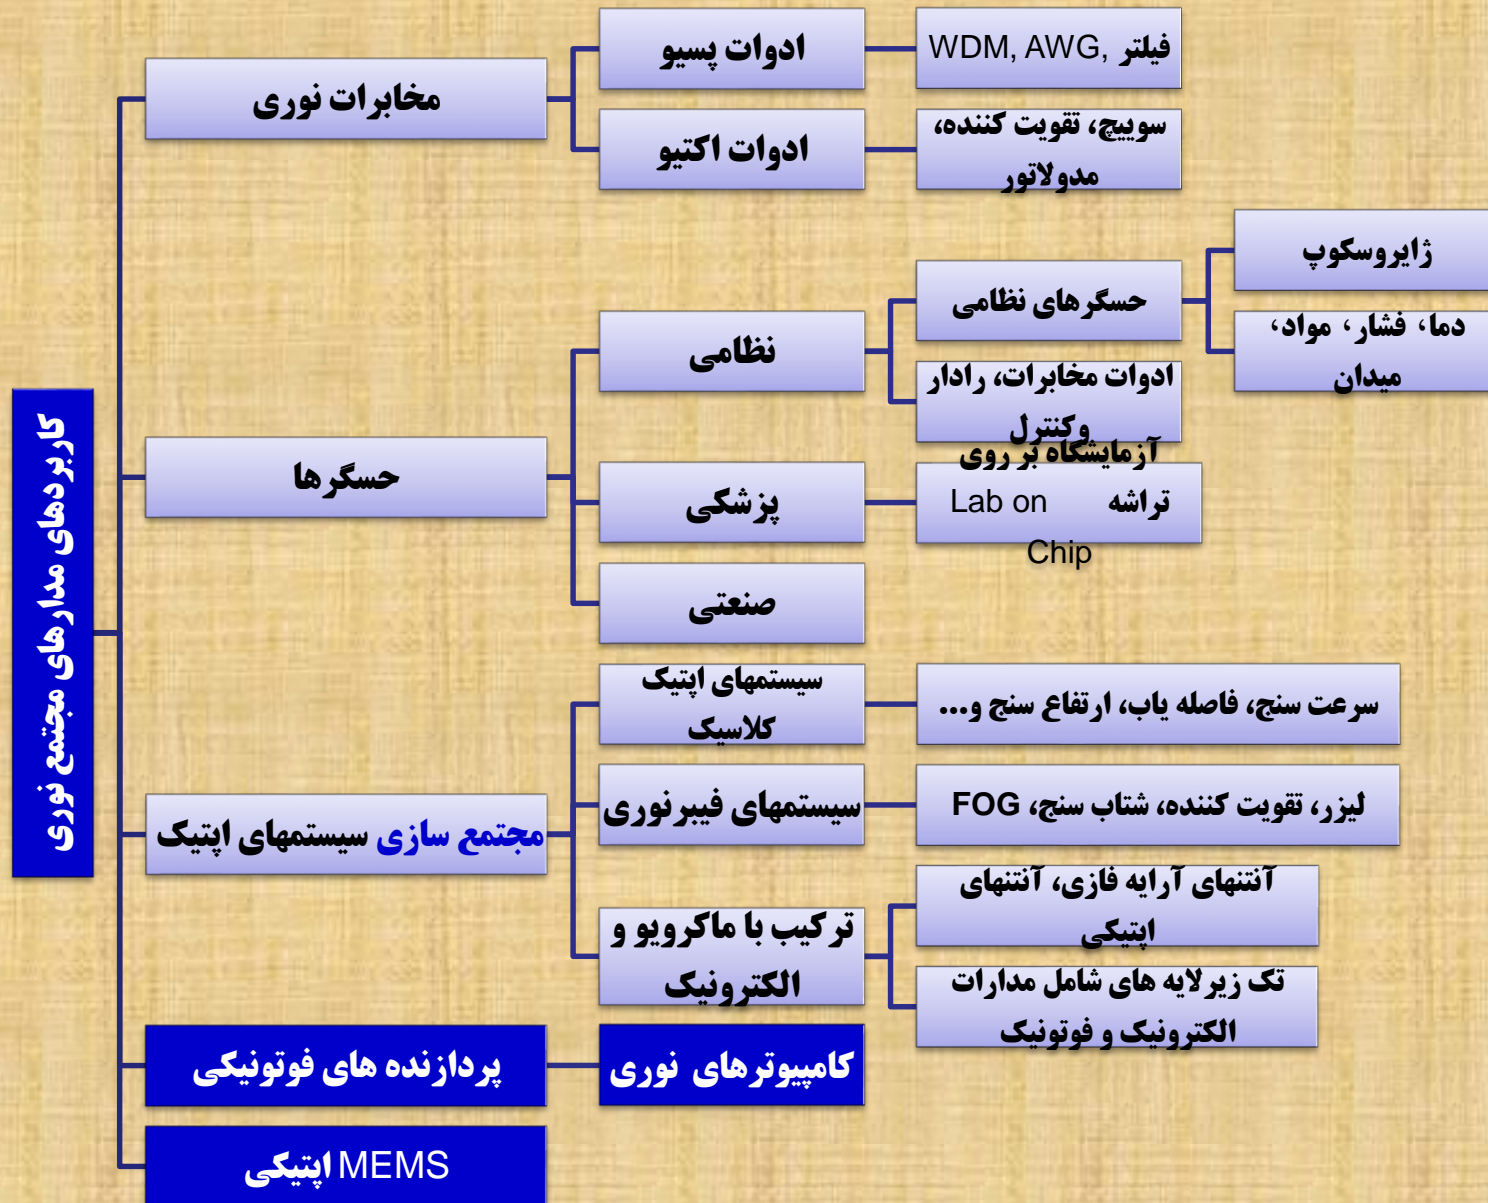 کاربردهای مدارهای مجتمع نوری
مخابرات نوری
ادوات پسیو
فیلتر ,WDM, AWG
ادوات اکتیو
سوییچ، تقویت کننده،
مدولاتور
حسگرها
نظامی
حسگرهای نظامی
ژایروسکوپ
دما، فشار، مواد،
میدان
ادوات مخابرات، رادار
وکنترل
پزشکی
آزمایشگاه بر روی
تراشه Lab on
Chip
صنعتی
مجتمع سازی سیستمهای اپتیک
سیستمهای اپتیک
کلاسیک
سرعت سنج، فاصله یاب، ارتفاع سنج و...
سیستمهای فیبرنوری
لیزر، تقویت کننده، شتاب سنج، FOG
ترکیب با ماکرویو و
الکترونیک
آنتنهای آرایه فازی، آنتنهای
اپتیکی
تک زیرلایه های شامل مدارات
الکترونیک و فوتونیک
پردازنده های فوتونیکی
کامپیوترهای نوری
MEMS اپتیکی